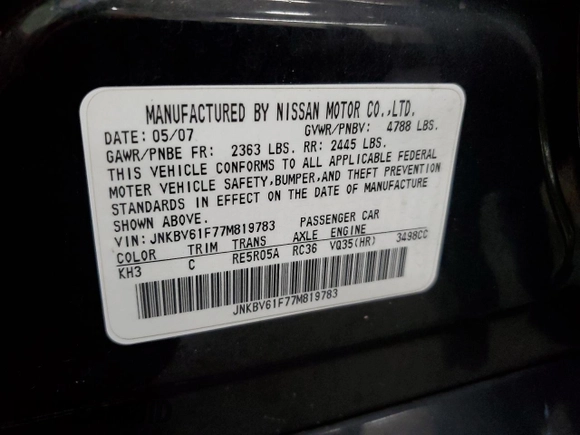 MANUFACTURED BY NISSAN MOTOR CO.,LTD.
DATE: 05/07 GVWR/PNBV: 4788 LBS.
GAWR/PNBE FR: 2363 LBS. RR: 2445 LBS.
THIS VEHICLE CONFORMS TO ALL APPLICABLE FEDERAL
MOTOR VEHICLE SAFETY,BUMPER,AND THEFT PREVENTION
STANDARDS IN EFFECT ON THE DATE OF MANUFACTURE
SHOWN ABOVE.
VIN: JNKBV61F77M819783 PASSENGER CAR
COLOR TRIM TRANS AXLE ENGINE
KH3 C RE5R05A RC36 VQ35(HR) 3498CC
JNKBV61F77M819783